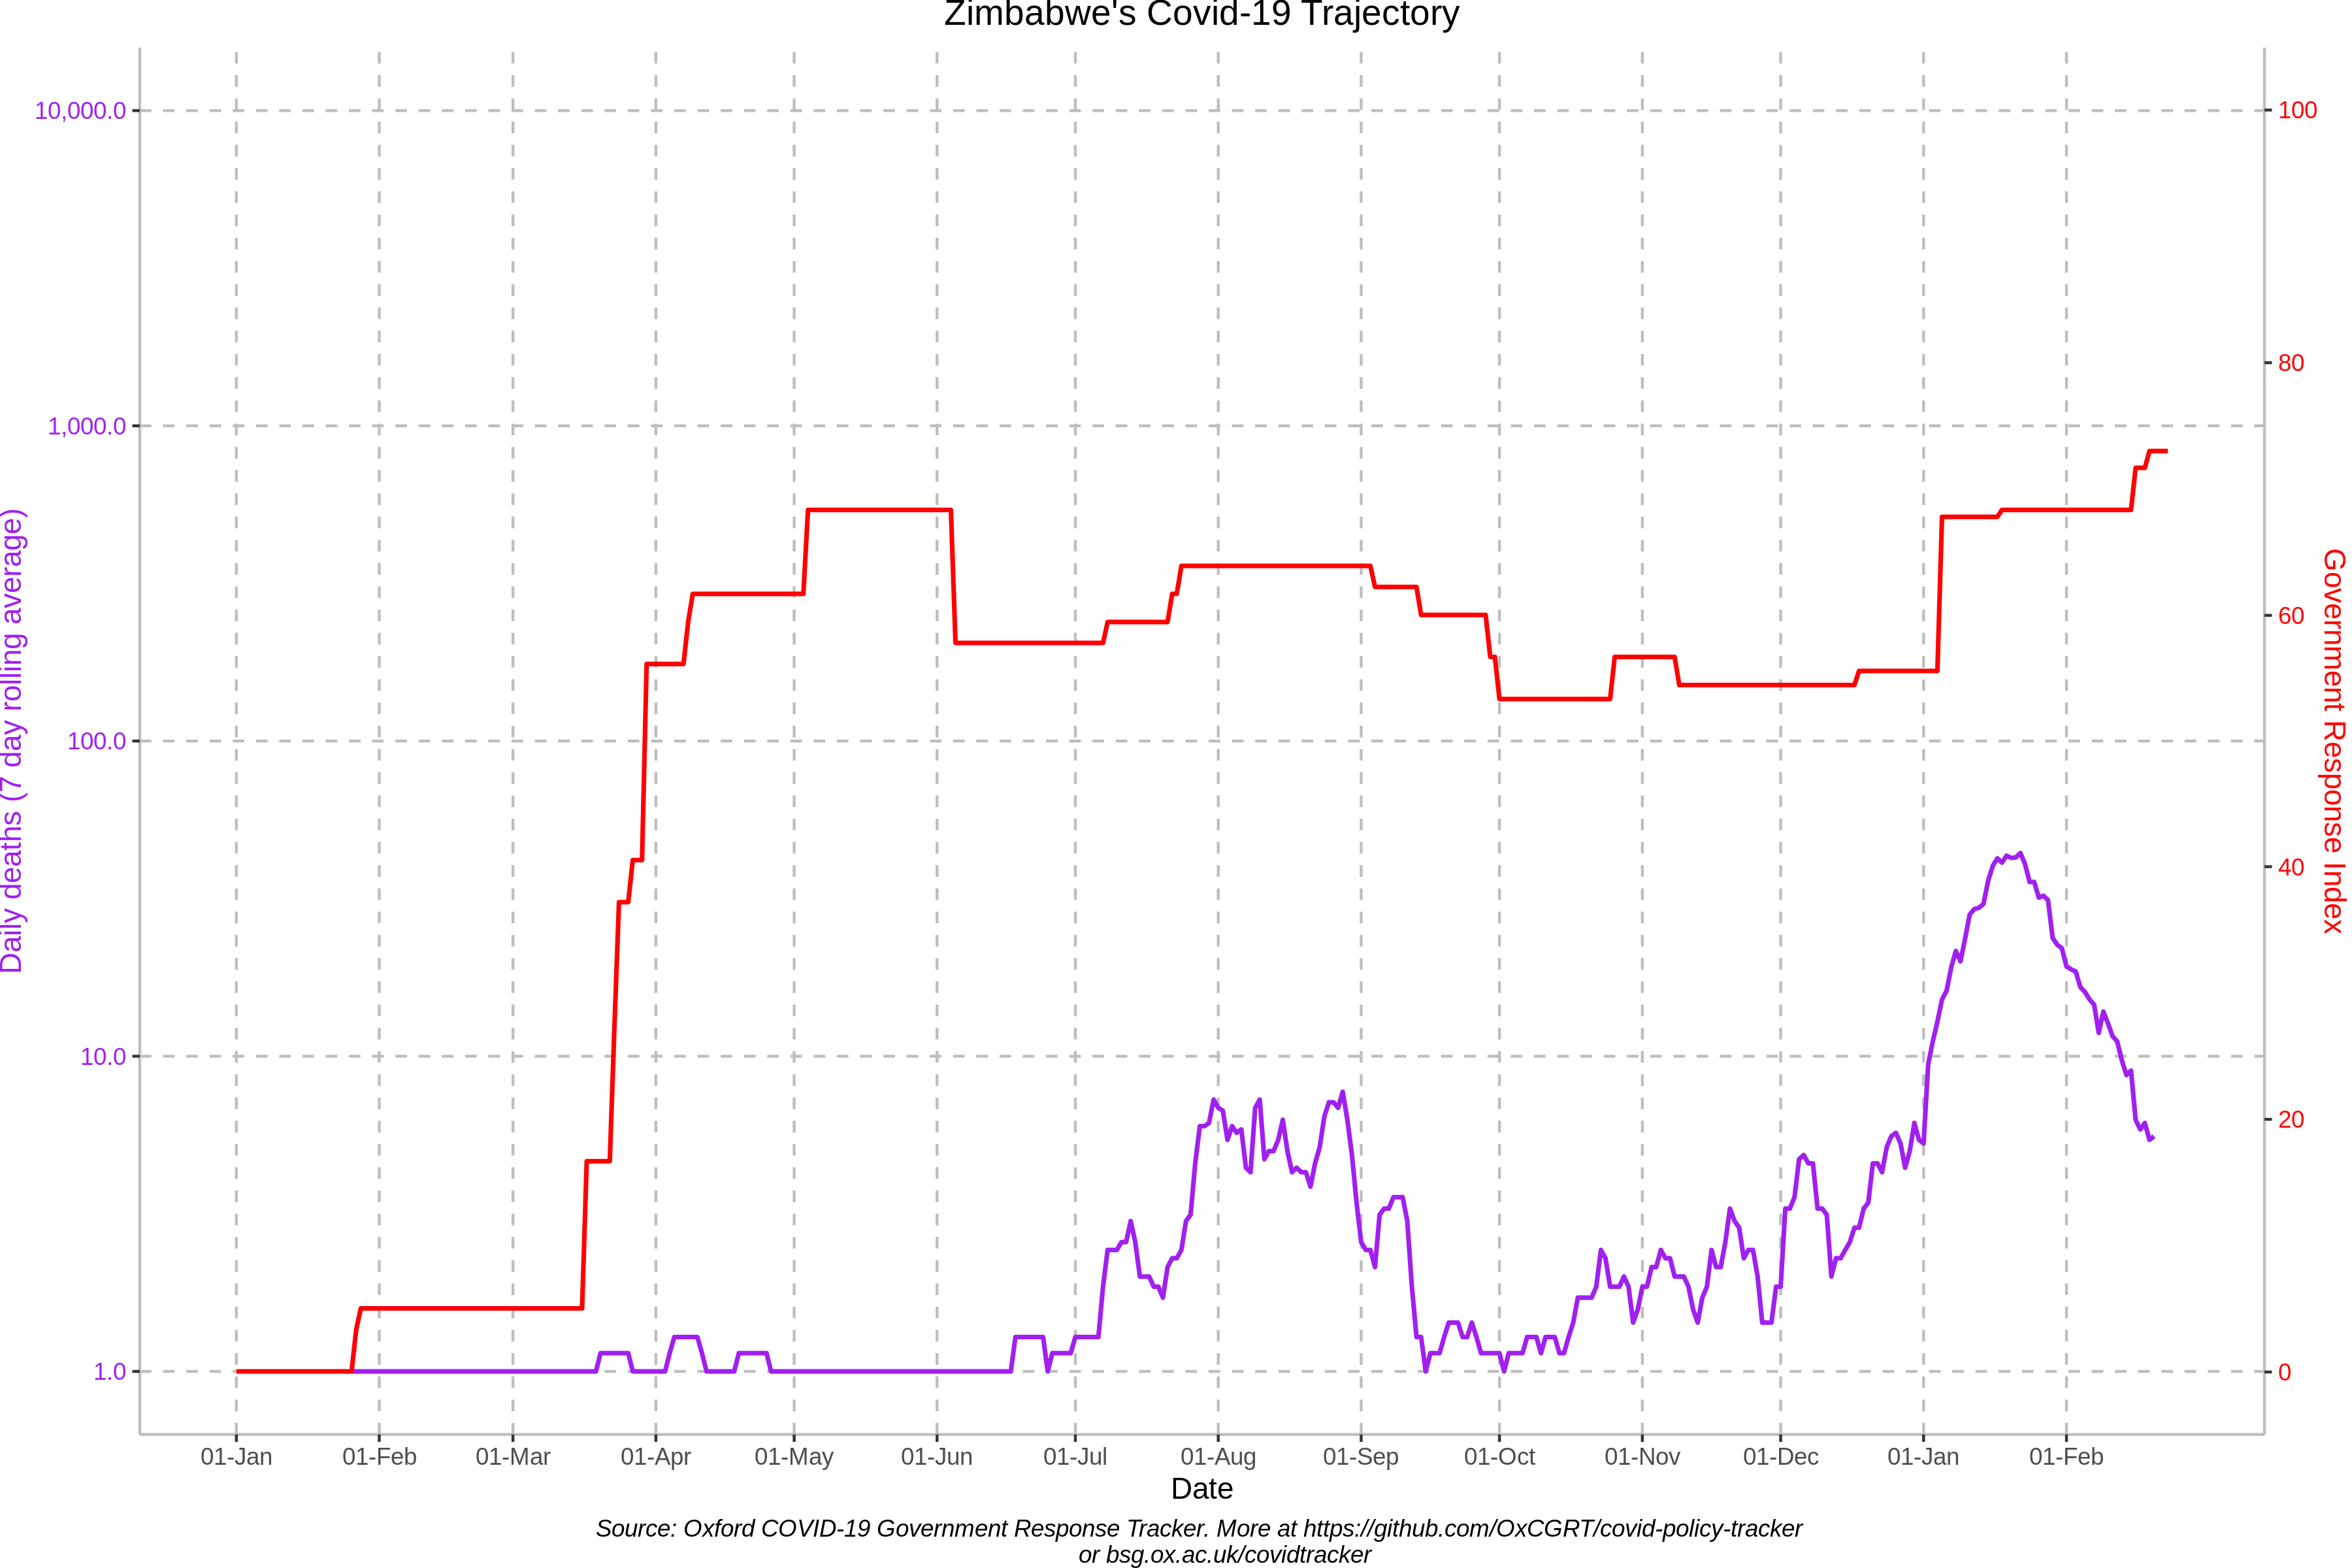 Zimbabwe's Covid-19 Trajectory
10,000.0
1,000.0
100.0
10.0
1.0
Daily deaths (7 day rolling average)
100
80
60
40
20
0
Government Response Index
01-Jan 01-Feb 01-Mar 01-Apr 01-May 01-Jun 01-Jul 01-Aug 01-Sep 01-Oct 01-Nov 01-Dec 01-Jan 01-Feb
Date
Source: Oxford COVID-19 Government Response Tracker. More at https://github.com/OxCGRT/covid-policy-tracker
or bsg.ox.ac.uk/covidtracker